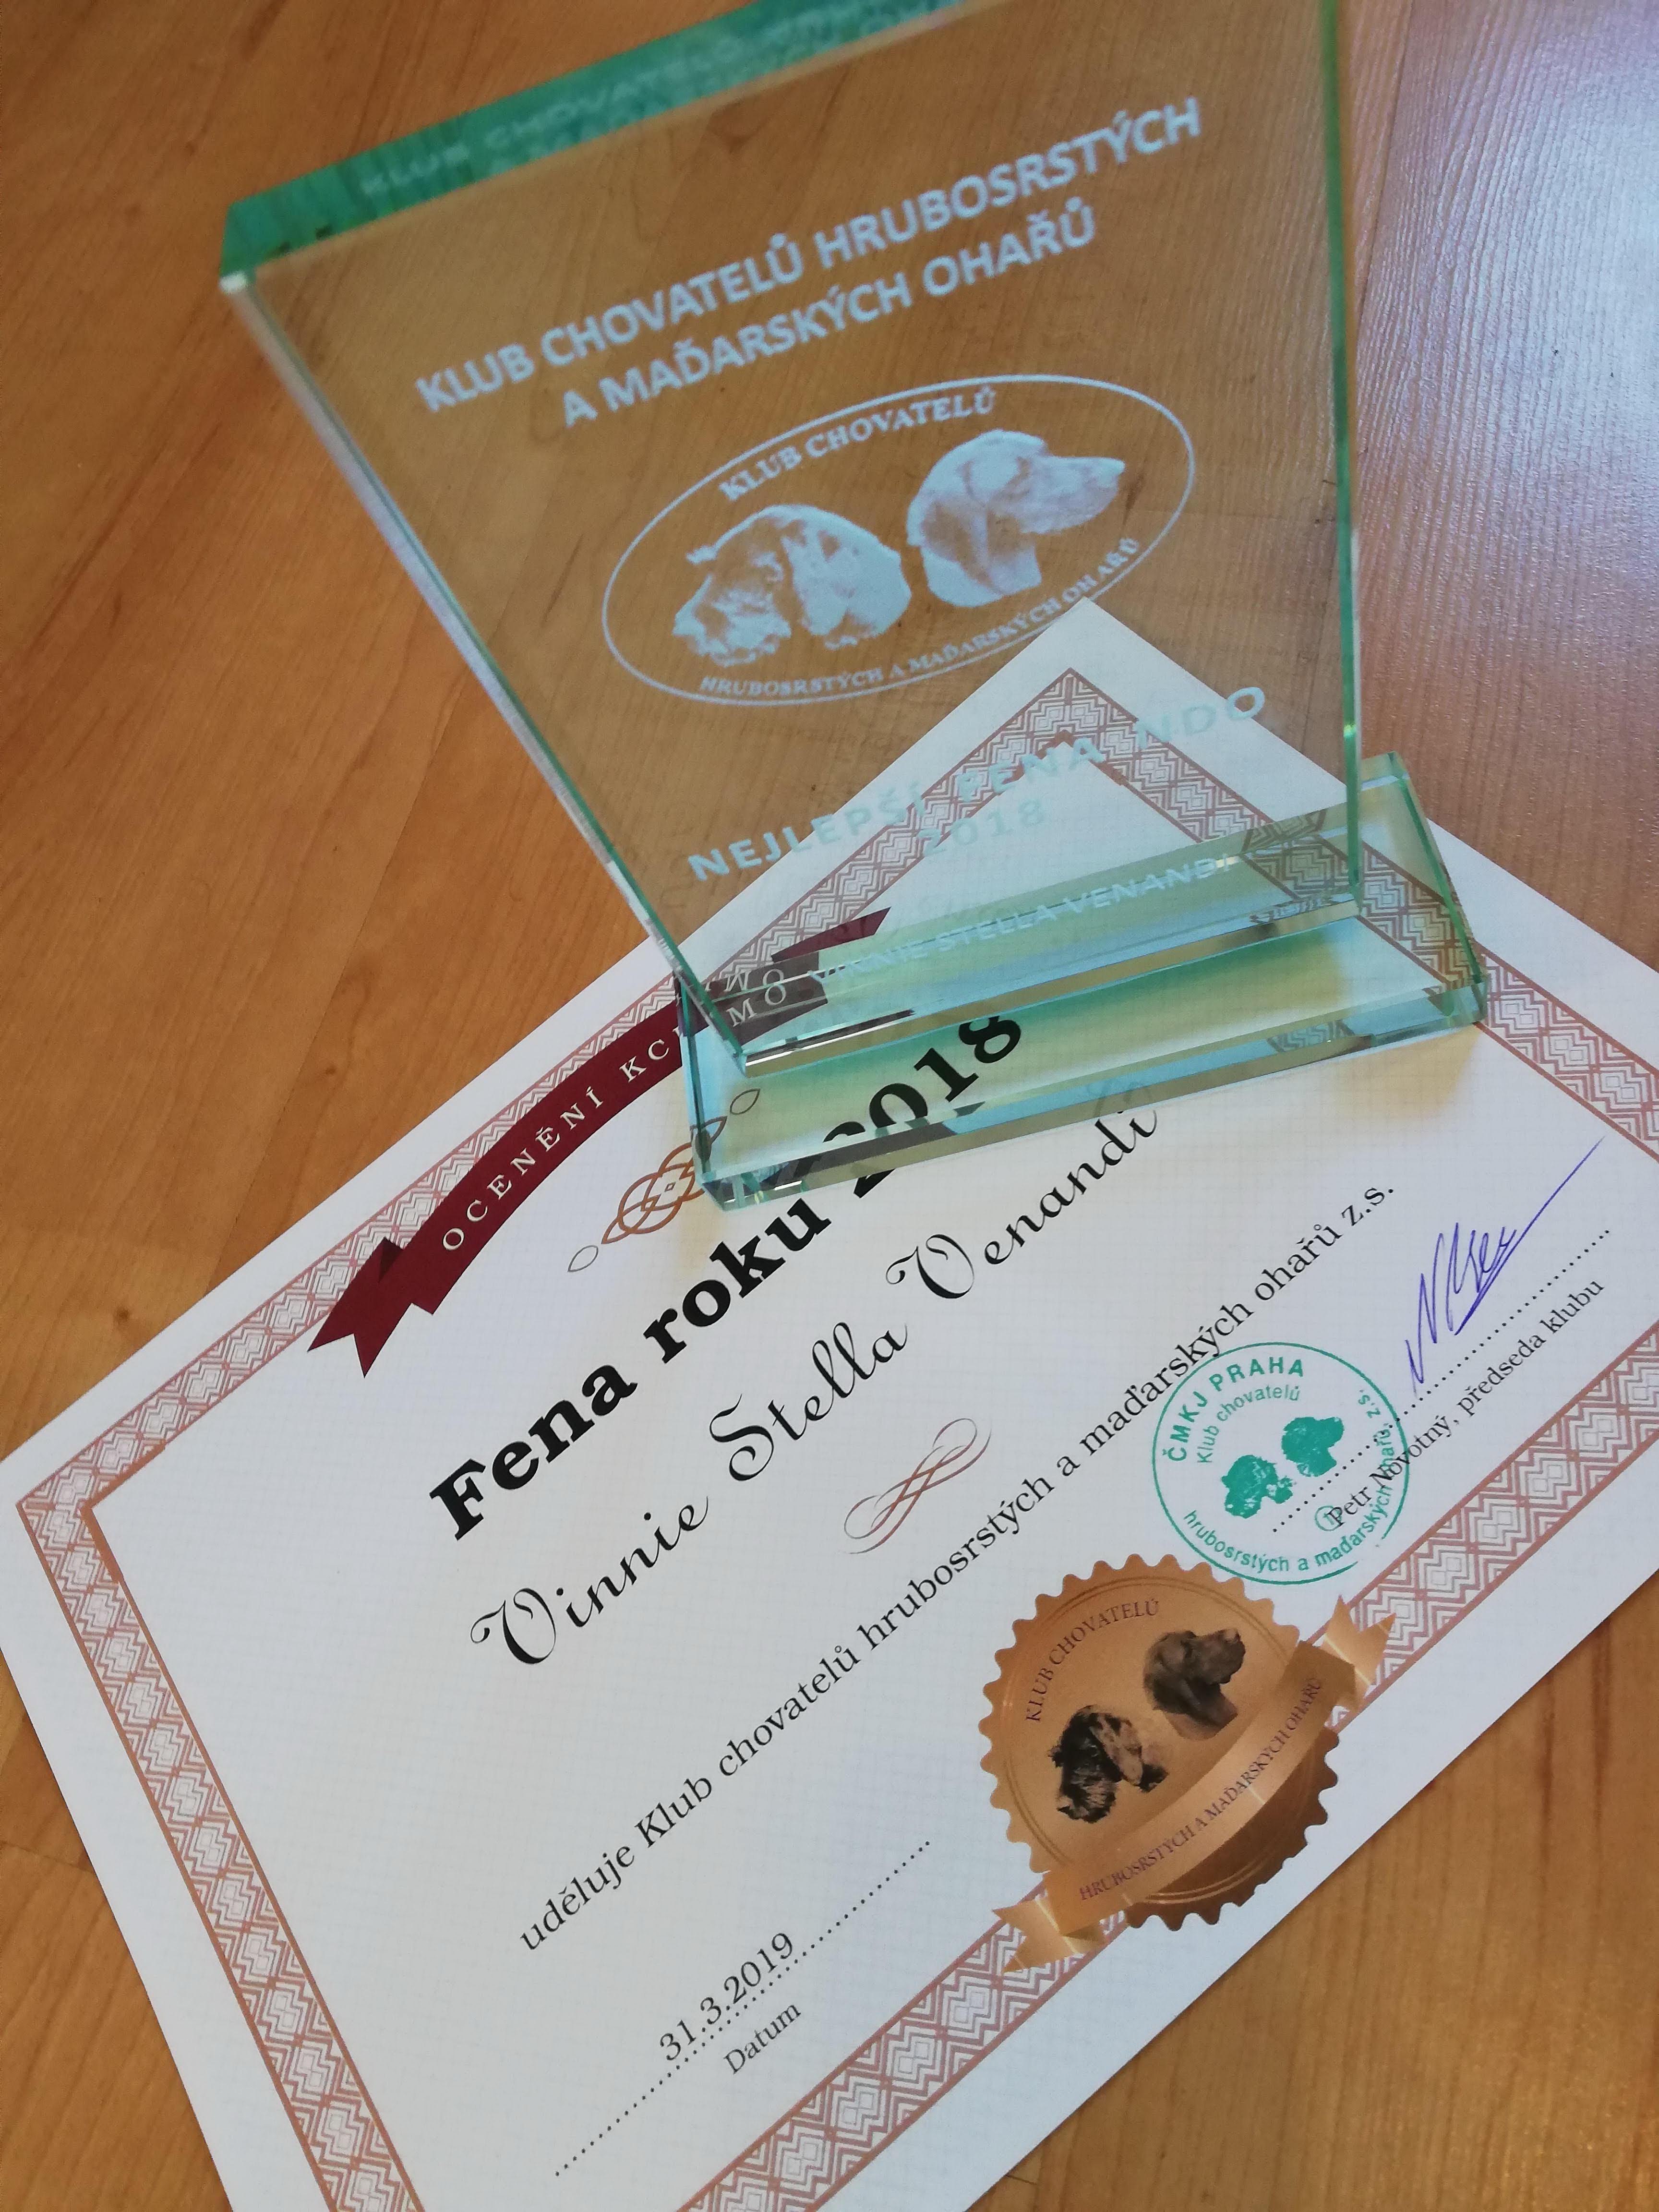 KLUB CHOVATELŮ HRUBOSRSTÝCH
A MAĎARSKÝCH OHAŘŮ
KLUB CHOVATELŮ
HRUBOSRSTÝCH A MAĎARSKÝCH OHAŘŮ
NEJLEPŠÍ FENA NDO
2018
VINNIE STELLA VENANDI
OCENĚNÍ
Fena roku 2018
Vinnie Stella Venandi
uděluje Klub chovatelů hrubosrstých a maďarských ohařů z.s.
ČMKJ PRAHA
Klub chovatelů
hrubosrstých a maďarských ohařů, z.s.
Petr Novotný, předseda klubu
KLUB CHOVATELŮ
HRUBOSRSTÝCH A MAĎARSKÝCH OHAŘŮ
31.3.2019
Datum